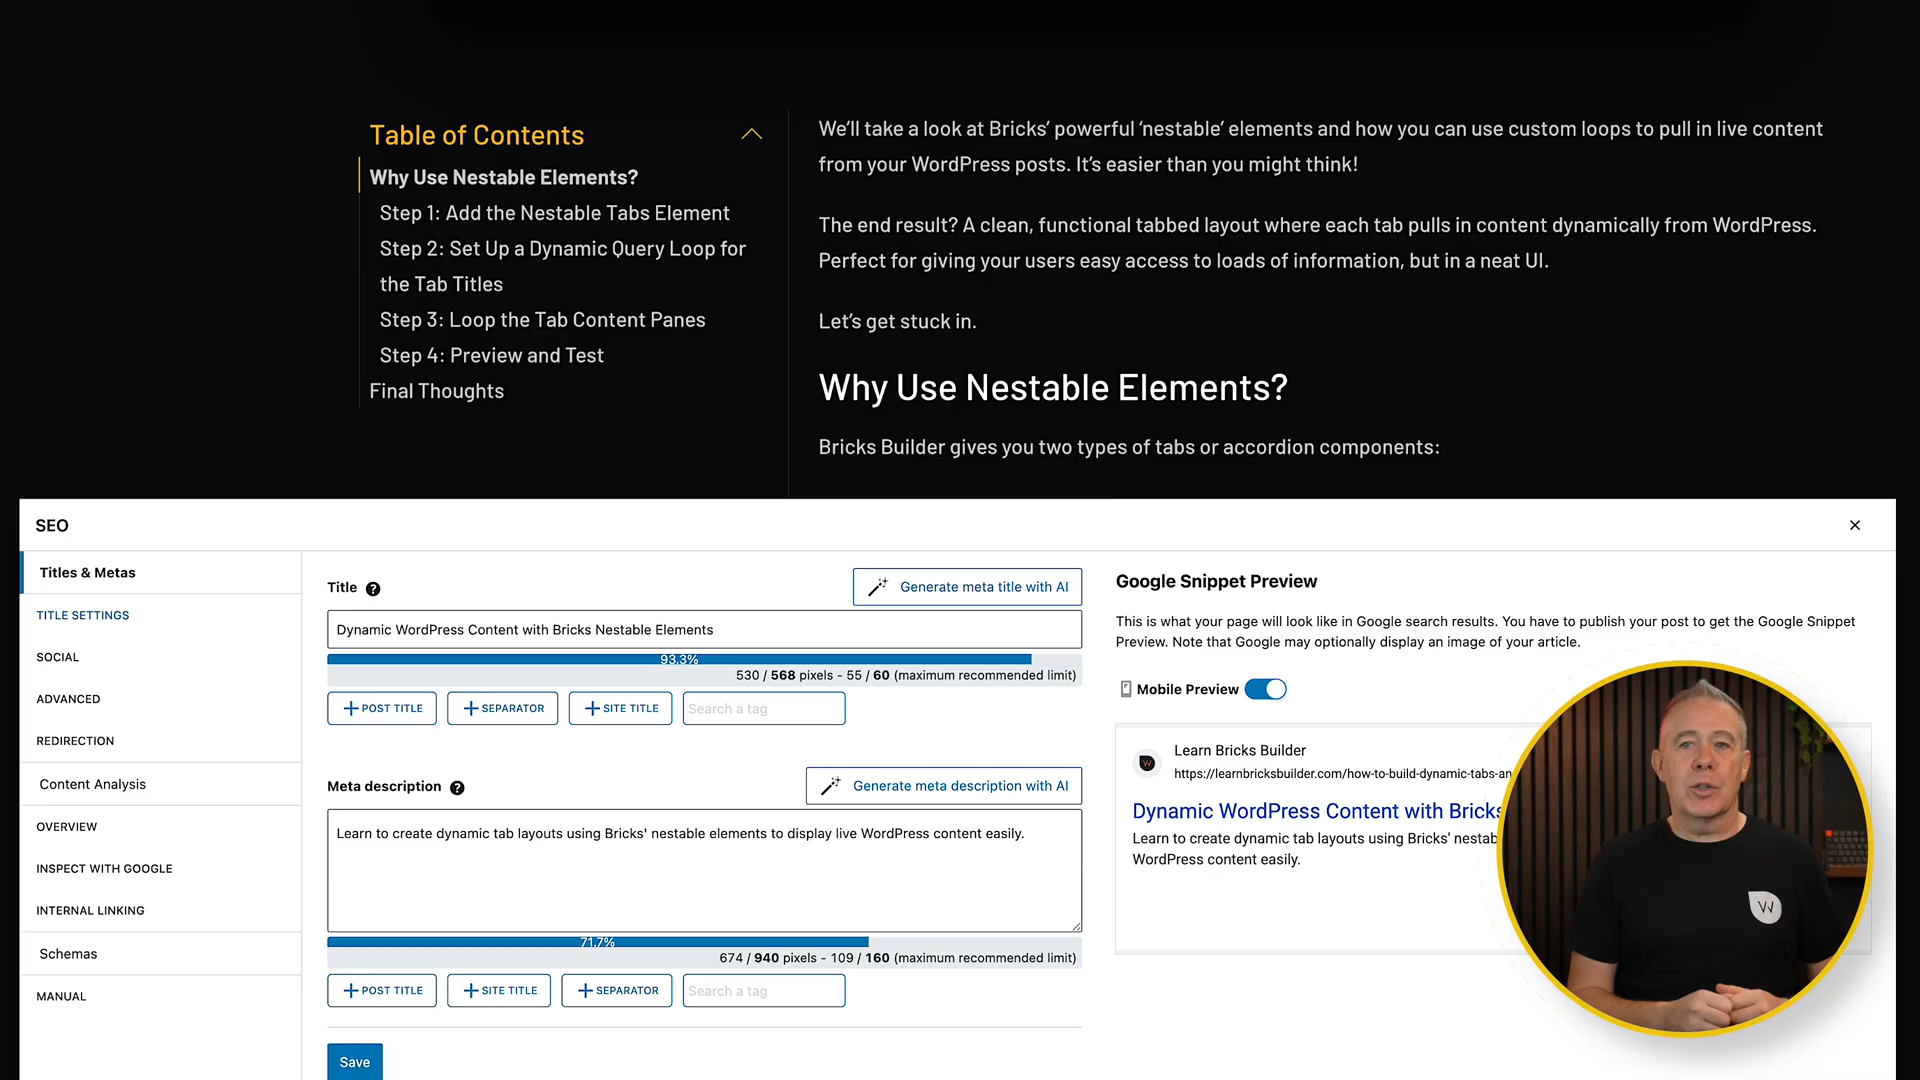 Table of Contents
Why Use Nestable Elements?
Step 1: Add the Nestable Tabs Element
Step 2: Set Up a Dynamic Query Loop for
the Tab Titles
Step 3: Loop the Tab Content Panes
Step 4: Preview and Test
Final Thoughts
We'll take a look at Bricks' powerful 'nestable' elements and how you can use custom loops to pull in live content
from your WordPress posts. It's easier than you might think!
The end result? A clean, functional tabbed layout where each tab pulls in content dynamically from WordPress.
Perfect for giving your users easy access to loads of information, but in a neat UI.
Let's get stuck in.
Why Use Nestable Elements?
Bricks Builder gives you two types of tabs or accordion components:
SEO
Titles & Metas
TITLE SETTINGS
SOCIAL
ADVANCED
REDIRECTION
Content Analysis
OVERVIEW
INSPECT WITH GOOGLE
INTERNAL LINKING
Schemas
MANUAL
Title ?
Generate meta title with AI
Dynamic WordPress Content with Bricks Nestable Elements
93.3%
530 / 568 pixels - 55 / 60 (maximum recommended limit)
+ POST TITLE
+ SEPARATOR
+ SITE TITLE
Search a tag
Meta description ?
Generate meta description with AI
Learn to create dynamic tab layouts using Bricks' nestable elements to display live WordPress content easily.
71.7%
674 / 940 pixels - 109 / 160 (maximum recommended limit)
+ POST TITLE
+ SITE TITLE
+ SEPARATOR
Search a tag
Save
Google Snippet Preview
This is what your page will look like in Google search results. You have to publish your post to get the Google Snippet
Preview. Note that Google may optionally display an image of your article.
Mobile Preview
W
Learn Bricks Builder
https://learnbricksbuilder.com/how-to-build-dynamic-tabs-an
Dynamic WordPress Content with Bricks
Learn to create dynamic tab layouts using Bricks' nestab
WordPress content easily.
W